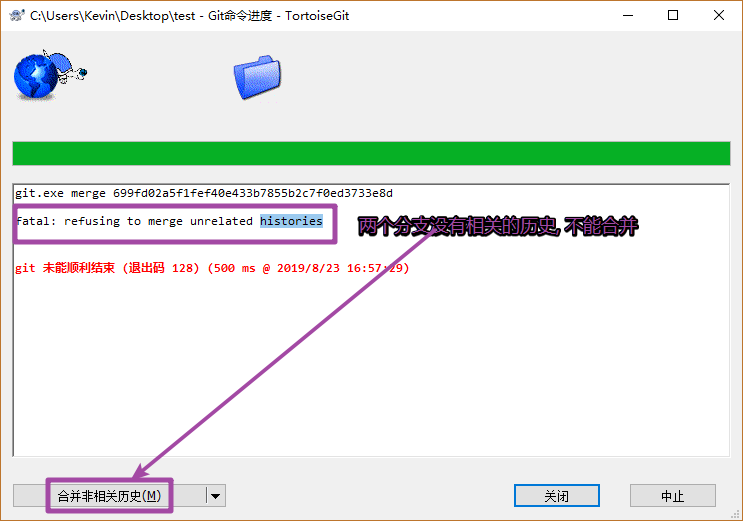 C:\Users\Kevin\Desktop\test - Git命令进度 - TortoiseGit
git.exe merge 699fd02a5f1fef40e433b7855b2c7f0ed3733e8d
fatal: refusing to merge unrelated histories
两个分支没有相关的历史, 不能合并
git 未能顺利结束 (退出码 128) (500 ms @ 2019/8/23 16:57:29)
合并非相关历史(M)
关闭
中止